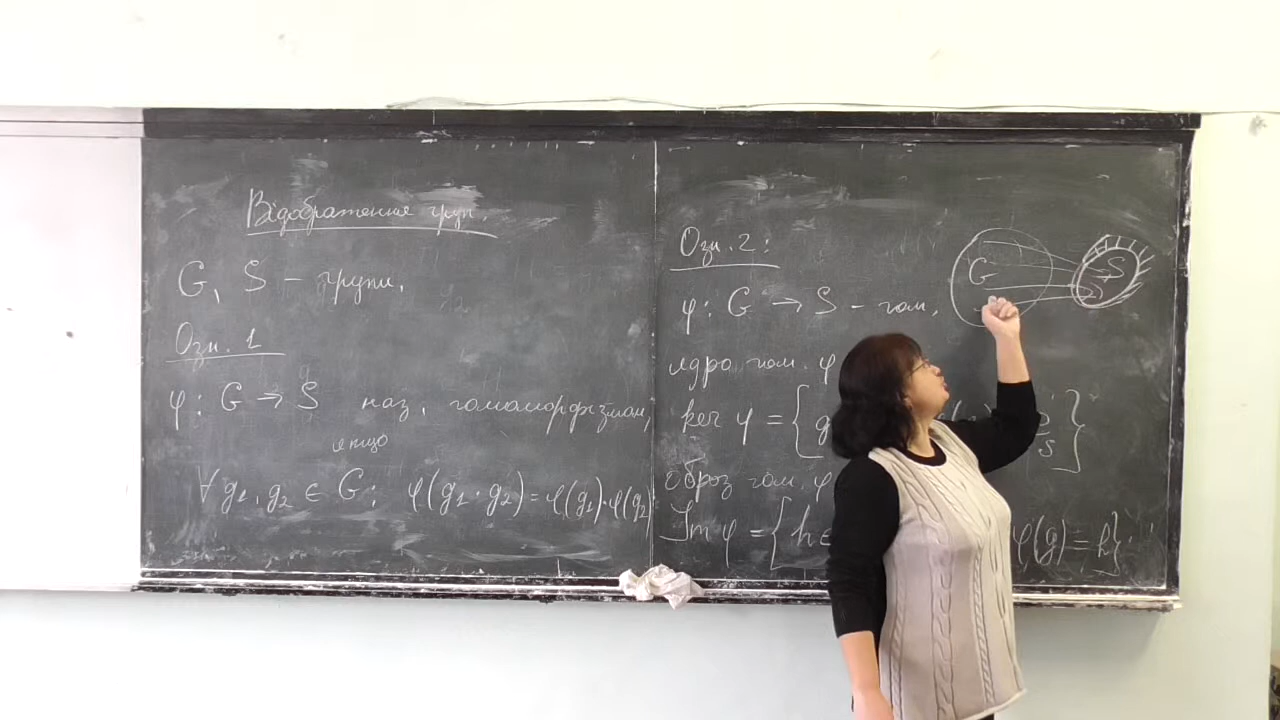 Відображення груп.
G, S – групи.
Озн. 1
φ: G → S наз. гомоморфізмом,
якщо
∀ g₁, g₂ ∈ G: φ(g₁ · g₂) = φ(g₁) · φ(g₂)
Озн. 2:
φ: G → S – гом.
G S
ядро гом. φ
ker φ = { g
образ гом. φ
Im φ = { h ∈ φ(g) = h}